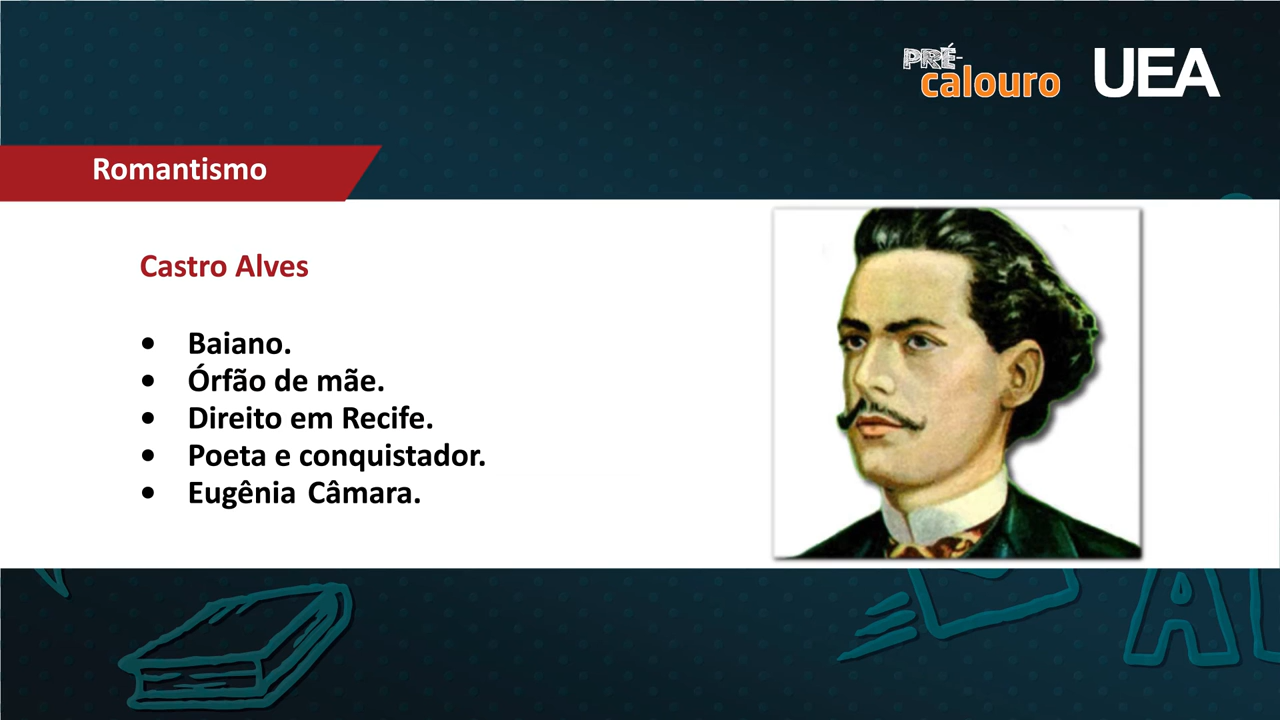 PRÉ-
calouro
UEA
Romantismo
Castro Alves
• Baiano.
• Órfão de mãe.
• Direito em Recife.
• Poeta e conquistador.
• Eugênia Câmara.
A